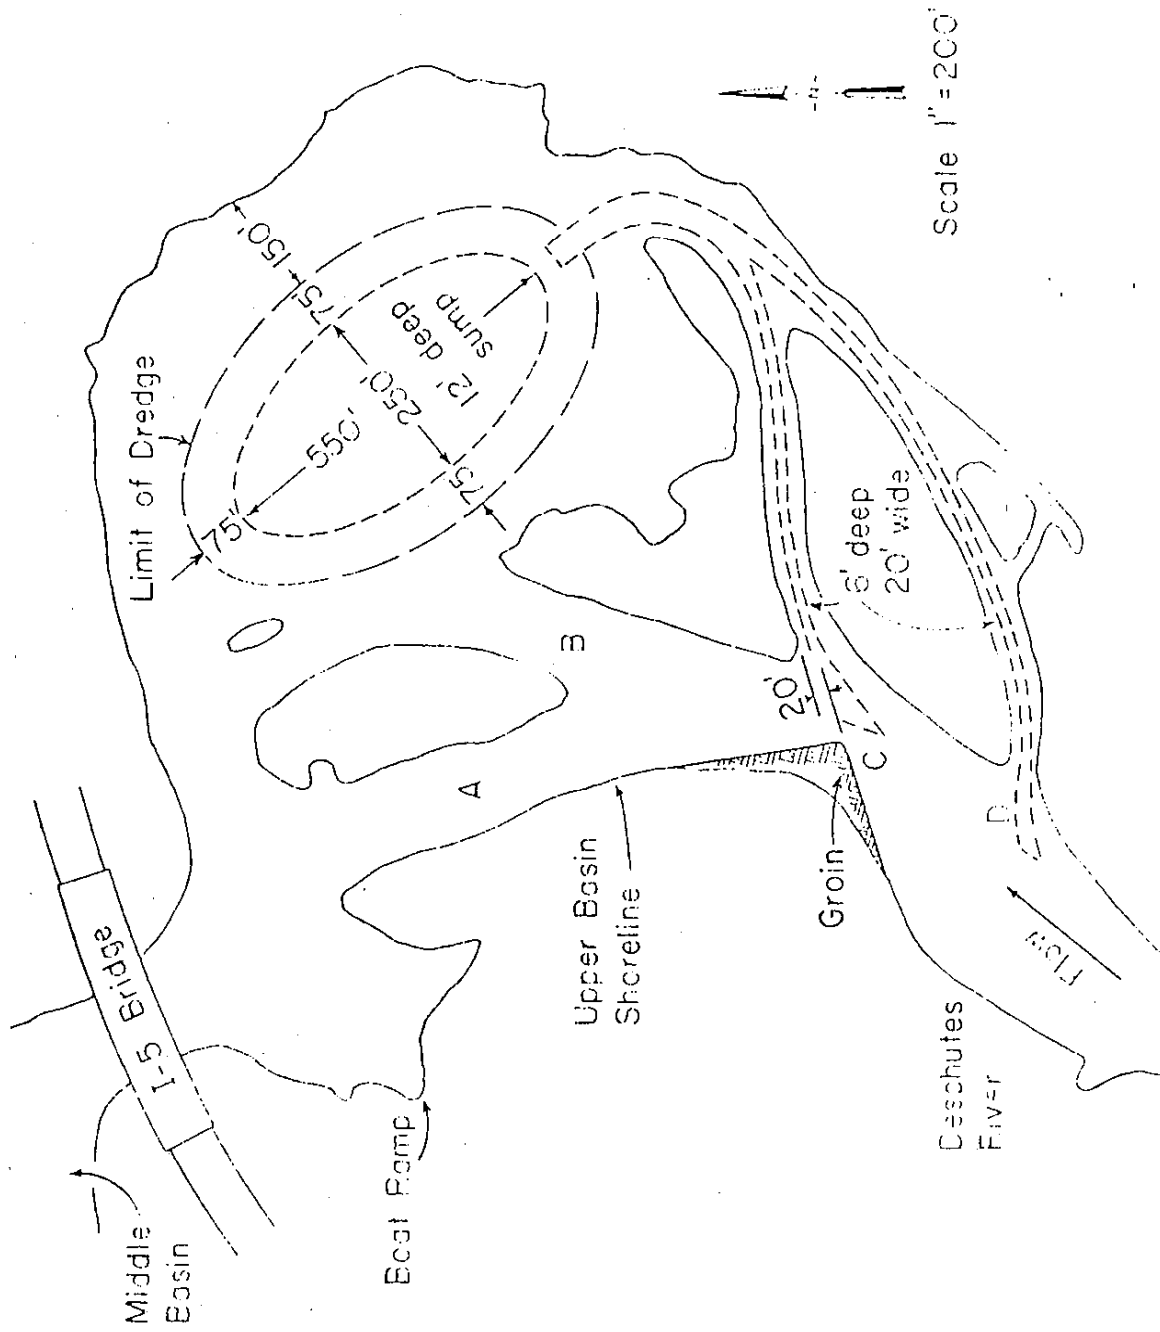 Middle
Basin
I-5 Bridge
Boat Ramp
Limit of Dredge
75'
550'
250'
75'
75'
150'
12' deep
sump
A
B
Upper Basin
Shoreline
Groin
20'
C
D
6' deep
20' wide
Flow
Deschutes
River
-N-
Scale 1"=200'